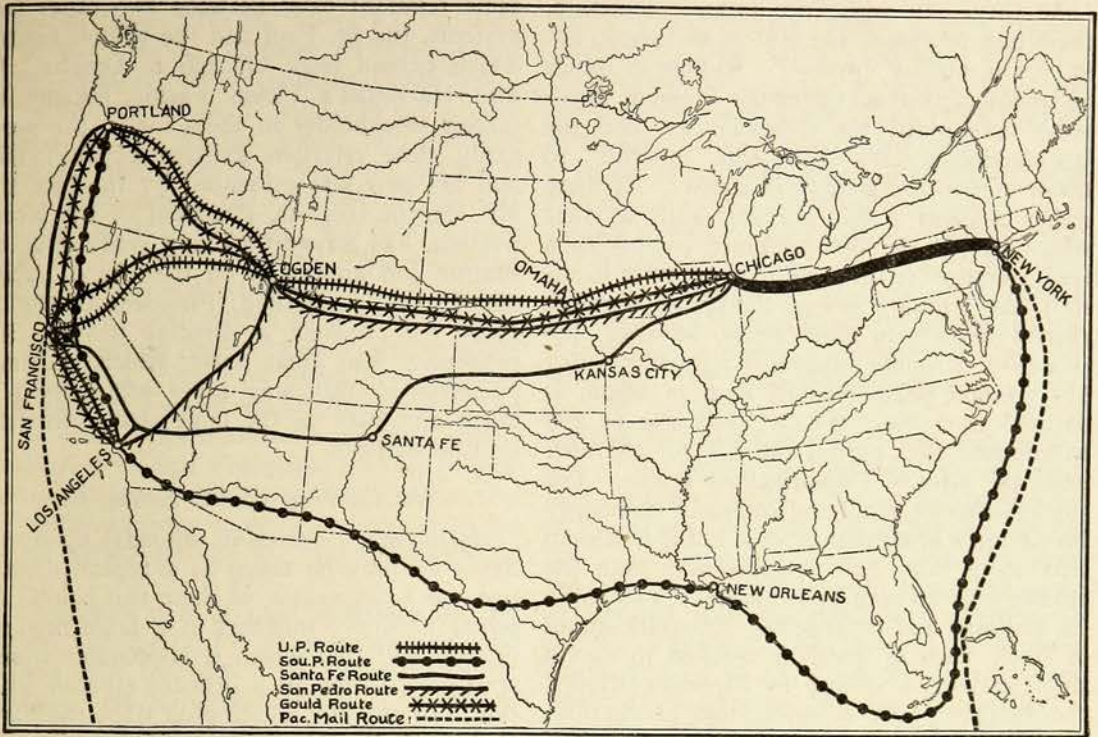 PORTLAND
OGDEN
OMAHA
CHICAGO
NEW YORK
SAN FRANCISCO
KANSAS CITY
SANTA FE
LOS ANGELES
NEW ORLEANS
U.P. Route
Sou.P. Route
Santa Fe Route
San Pedro Route
Gould Route
Pac. Mail Route